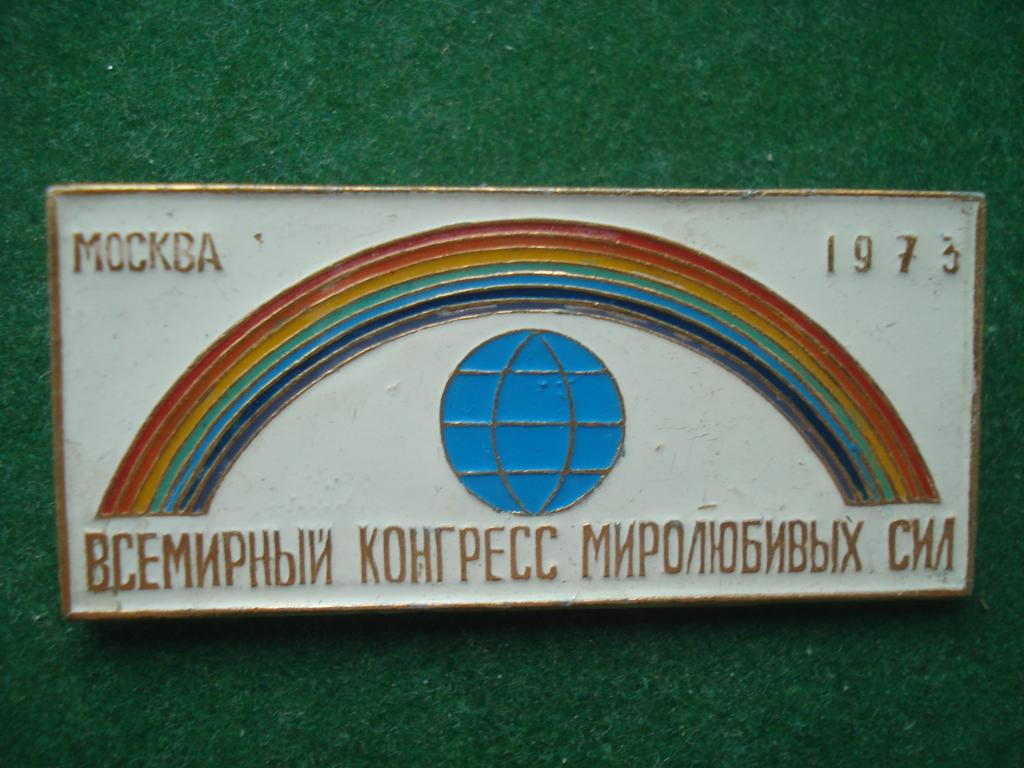 МОСКВА 1973
ВСЕМИРНЫЙ КОНГРЕСС МИРОЛЮБИВЫХ СИЛ